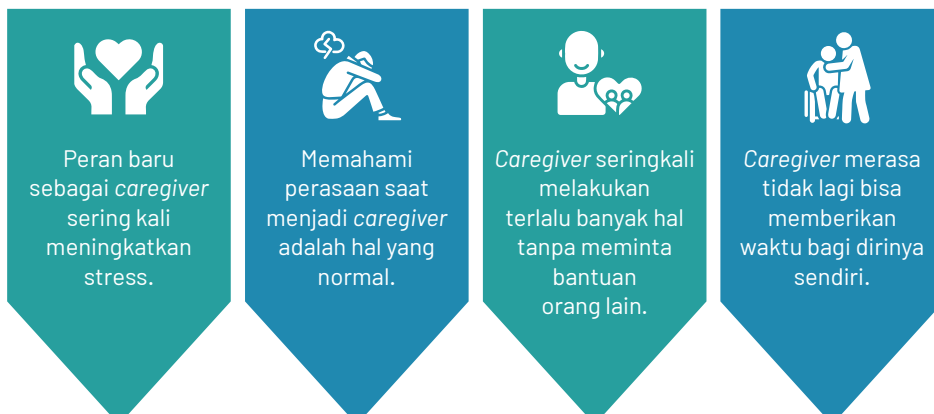 Peran baru
sebagai caregiver
sering kali
meningkatkan
stress.
Memahami
perasaan saat
menjadi caregiver
adalah hal yang
normal.
Caregiver seringkali
melakukan
terlalu banyak hal
tanpa meminta
bantuan
orang lain.
Caregiver merasa
tidak lagi bisa
memberikan
waktu bagi dirinya
sendiri.